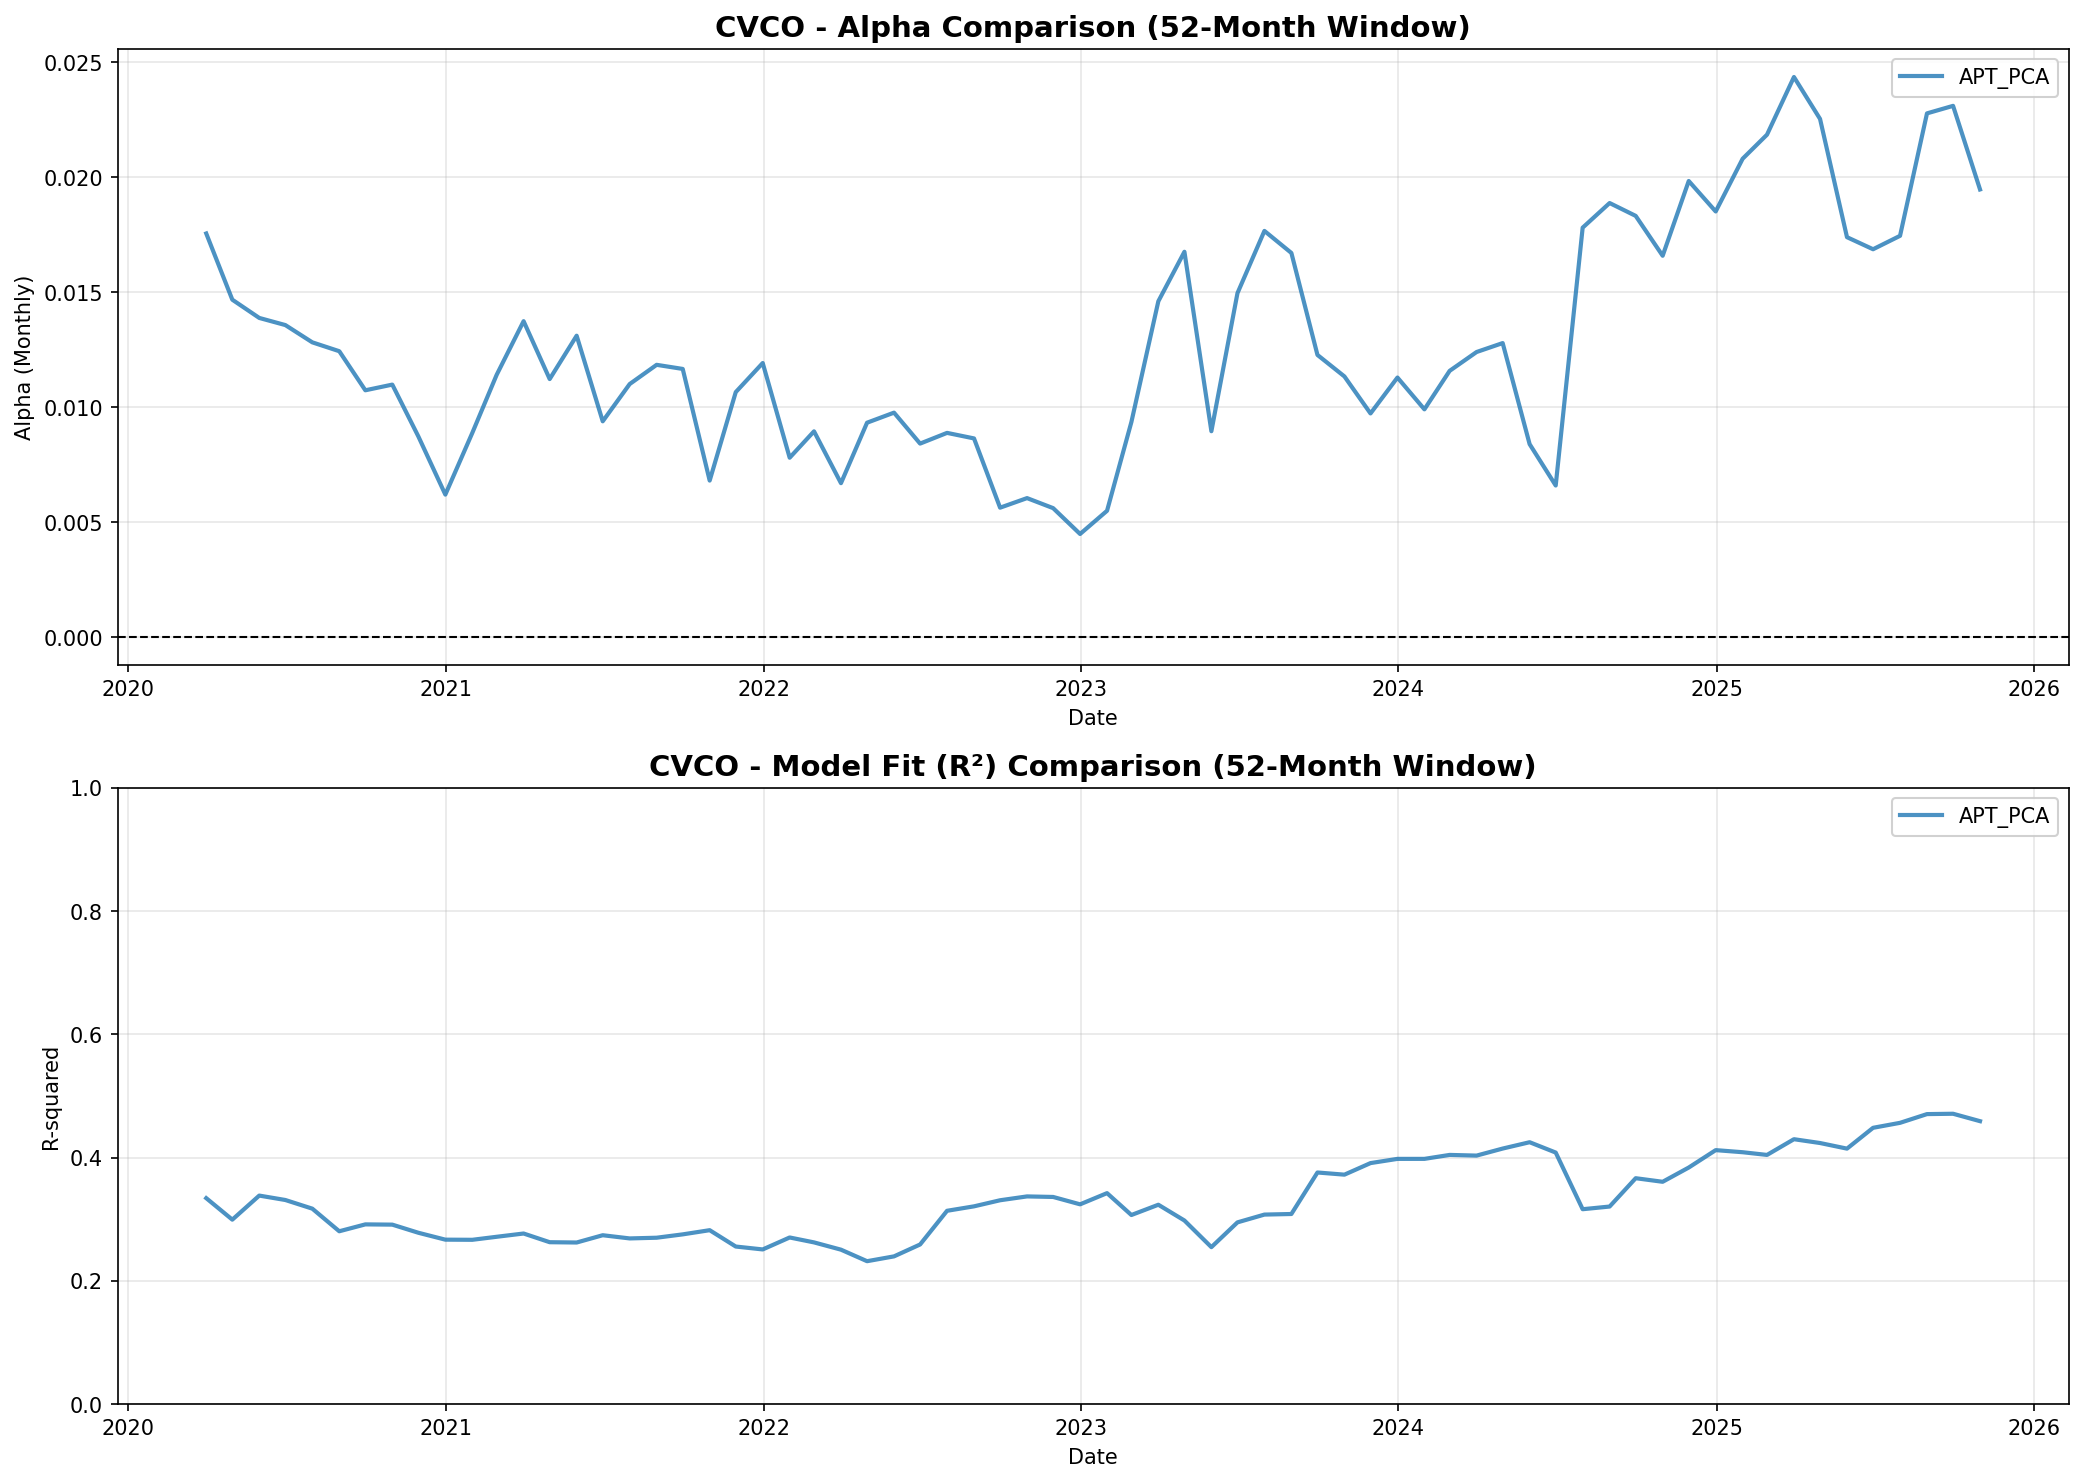 CVCO - Alpha Comparison (52-Month Window)
APT_PCA
Alpha (Monthly)
0.025
0.020
0.015
0.010
0.005
0.000
2020 2021 2022 2023 2024 2025 2026
Date
CVCO - Model Fit (R²) Comparison (52-Month Window)
APT_PCA
R-squared
1.0
0.8
0.6
0.4
0.2
0.0
2020 2021 2022 2023 2024 2025 2026
Date